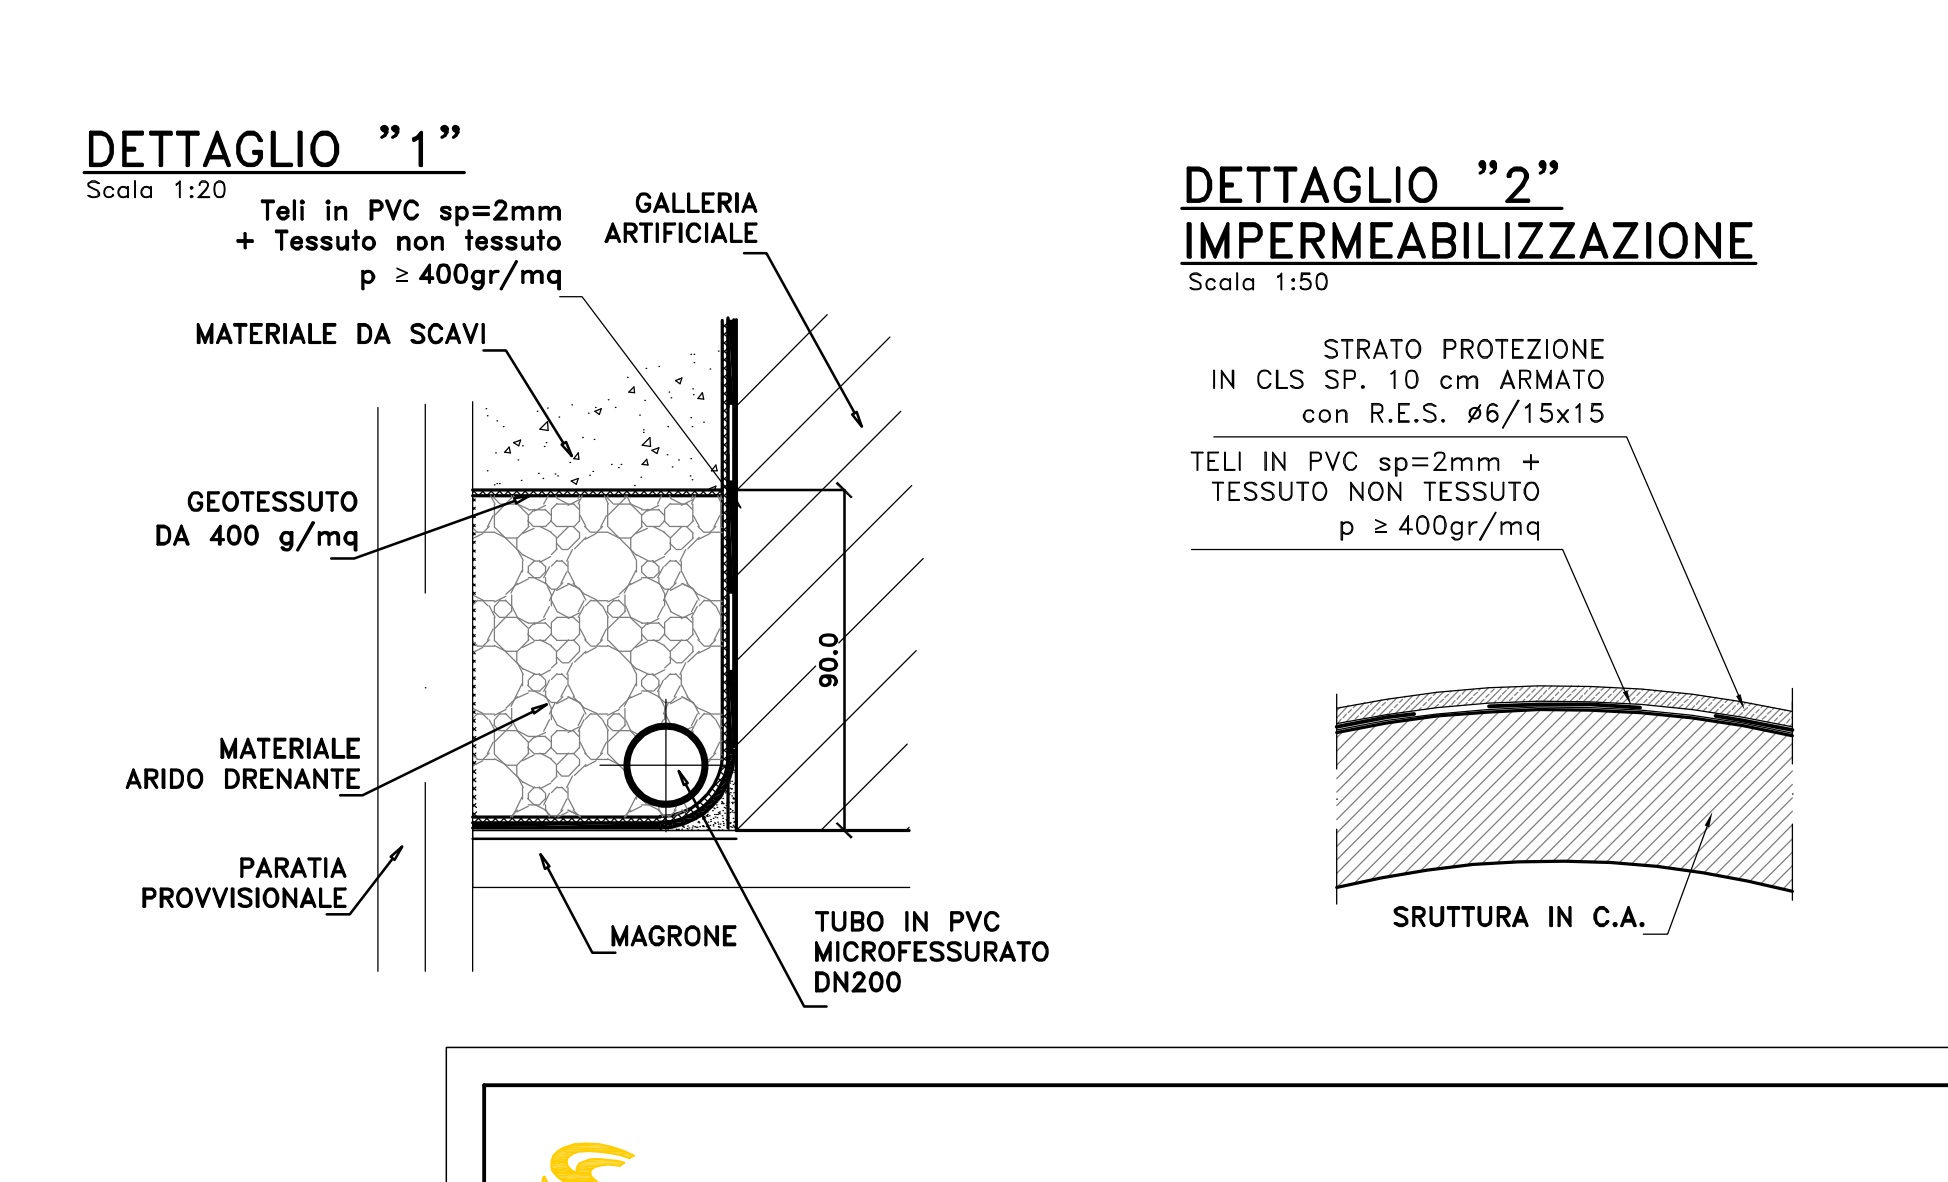 DETTAGLIO "1"
Scala 1:20
Teli in PVC sp=2mm
+ Tessuto non tessuto
p ≥ 400gr/mq
GALLERIA
ARTIFICIALE
MATERIALE DA SCAVI
GEOTESSUTO
DA 400 g/mq
90.0
MATERIALE
ARIDO DRENANTE
PARATIA
PROVVISIONALE
MAGRONE
TUBO IN PVC
MICROFESSURATO
DN200
DETTAGLIO "2"
IMPERMEABILIZZAZIONE
Scala 1:50
STRATO PROTEZIONE
IN CLS SP. 10 cm ARMATO
con R.E.S. ø6/15x15
TELI IN PVC sp=2mm +
TESSUTO NON TESSUTO
p ≥ 400gr/mq
SRUTTURA IN C.A.